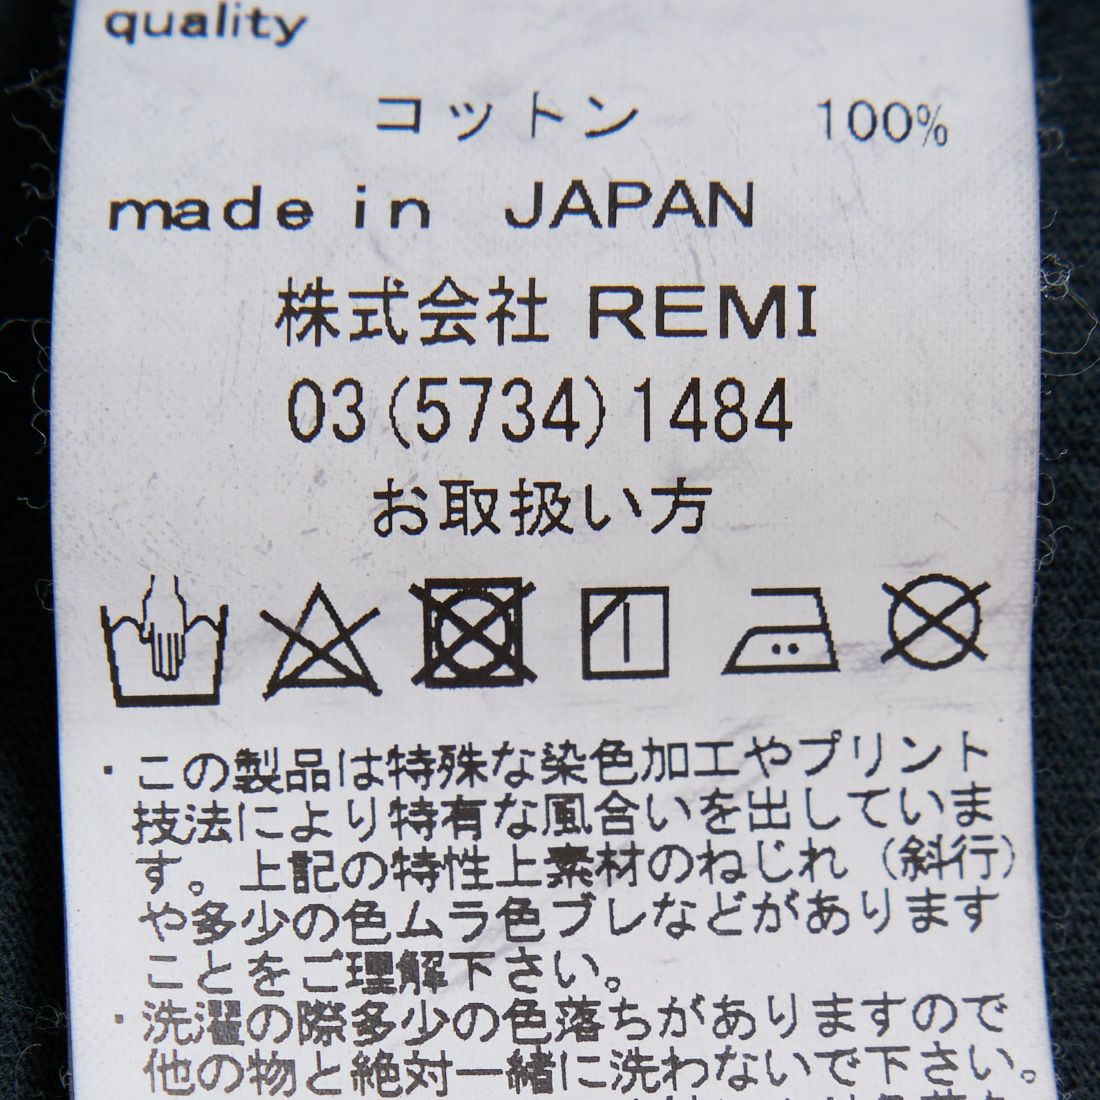 quality
コットン 100%
made in JAPAN
株式会社 REMI
03(5734)1484
お取扱い方
・この製品は特殊な染色加工やプリント
技法により特有な風合いを出していま
す。上記の特性上素材のねじれ(斜行)
や多少の色ムラ色ブレなどがあります
ことをご理解下さい。
・洗濯の際多少の色落ちがありますので
他の物と絶対一緒に洗わないで下さい。